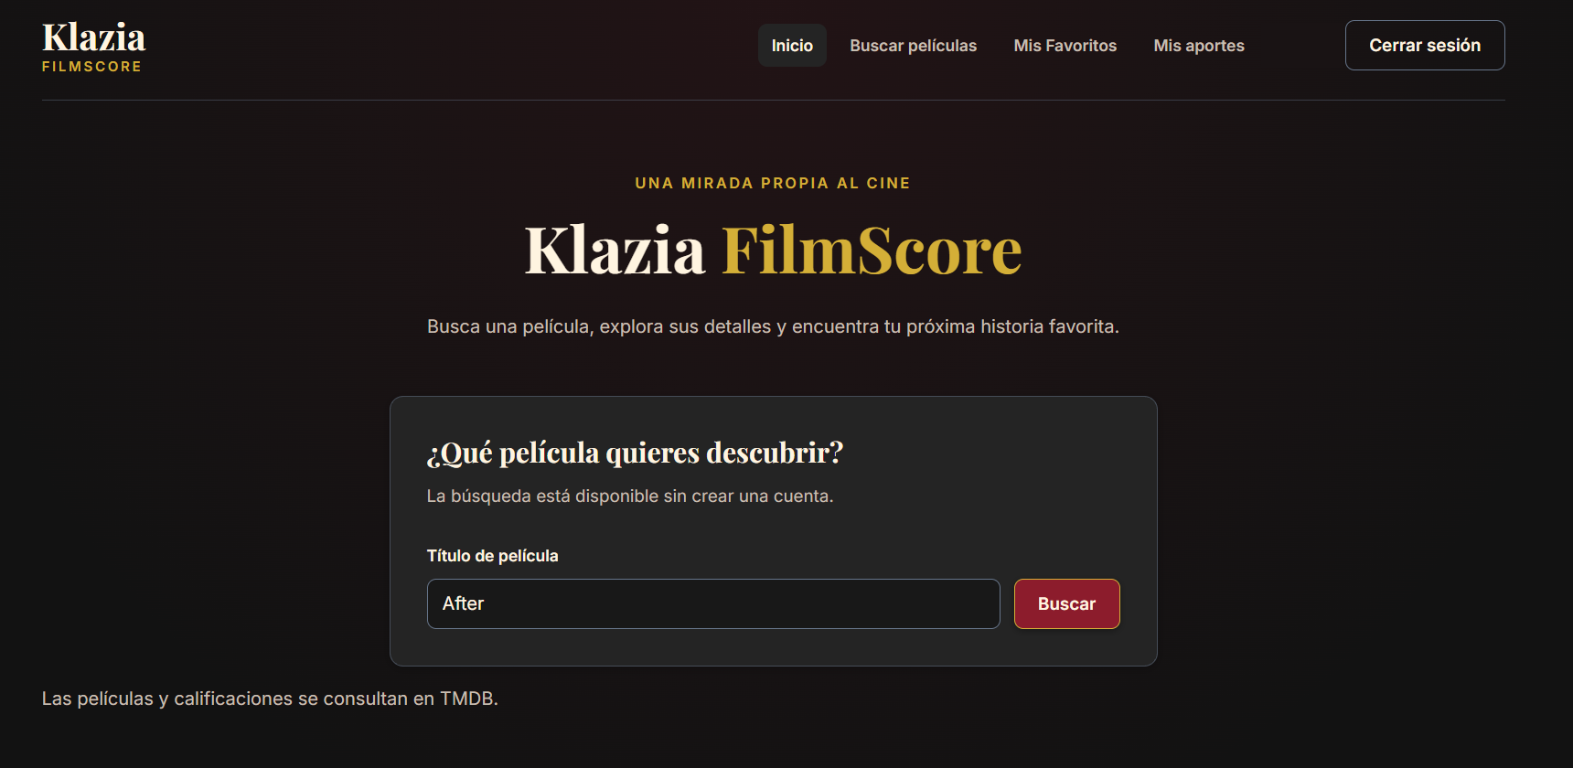 Klazia
FILMSCORE
Inicio
Buscar películas
Mis Favoritos
Mis aportes
Cerrar sesión
UNA MIRADA PROPIA AL CINE
Klazia FilmScore
Busca una película, explora sus detalles y encuentra tu próxima historia favorita.
¿Qué película quieres descubrir?
La búsqueda está disponible sin crear una cuenta.
Título de película
After
Buscar
Las películas y calificaciones se consultan en TMDB.